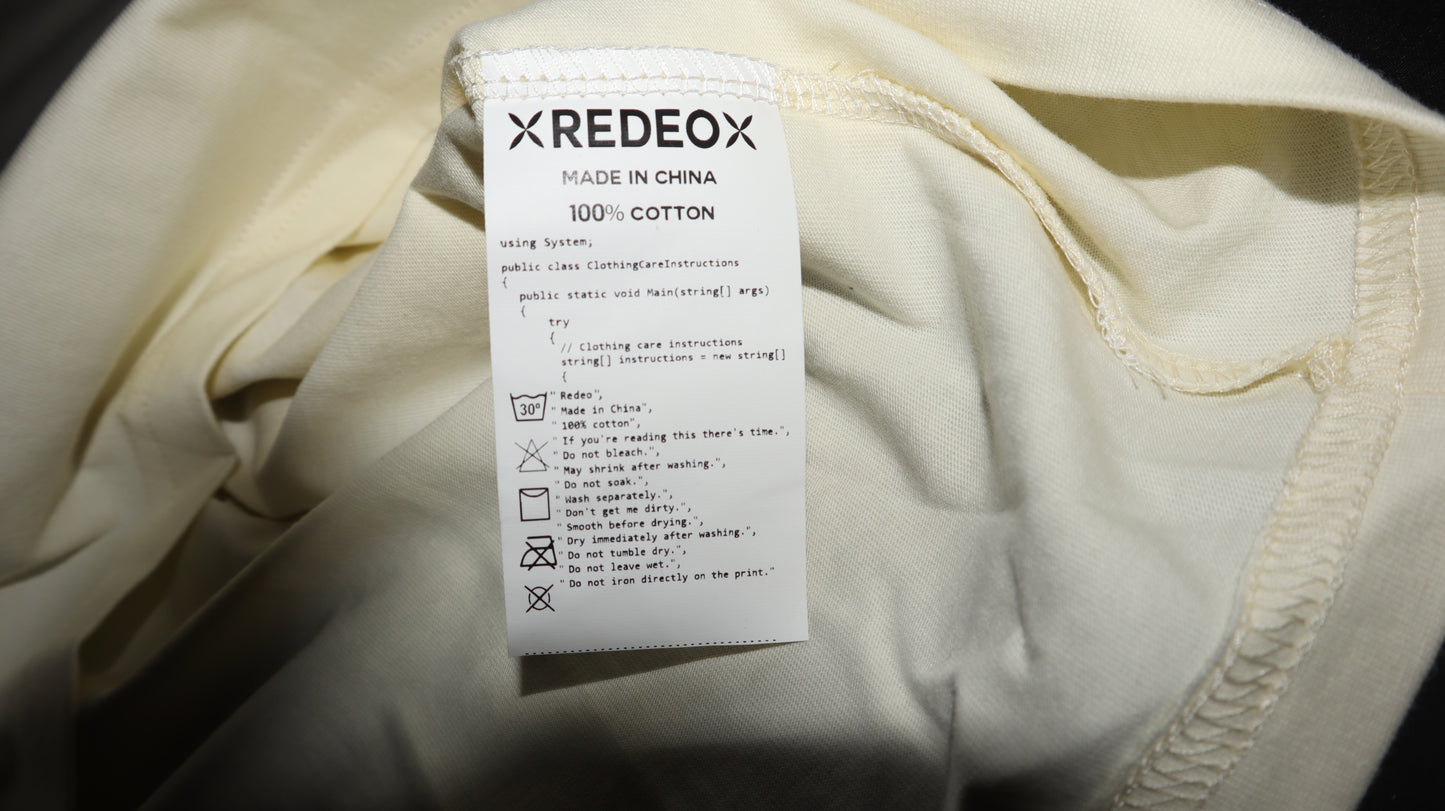 REDEO
MADE IN CHINA
100% COTTON
using System;
public class ClothingCareInstructions
{
public static void Main(string[] args)
{
try
{
// Clothing care instructions
string[] instructions = new string[]
{
30°
" Redeo",
" Made in China",
" 100% cotton",
" If you're reading this there's time.",
" Do not bleach.",
" May shrink after washing.",
" Do not soak.",
" Wash separately.",
" Don't get me dirty.",
" Smooth before drying.",
" Dry immediately after washing.",
" Do not tumble dry.",
" Do not leave wet.",
" Do not iron directly on the print."